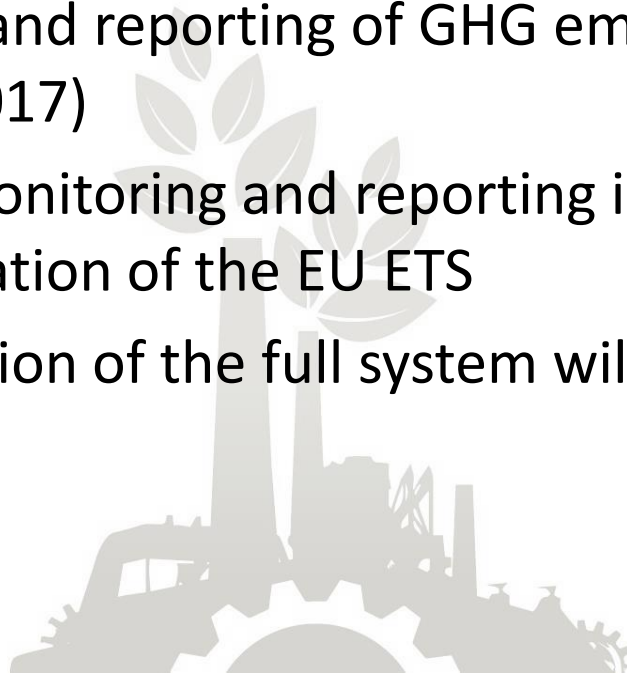 and reporting of GHG em
017)
onitoring and reporting i
ation of the EU ETS
ion of the full system wil